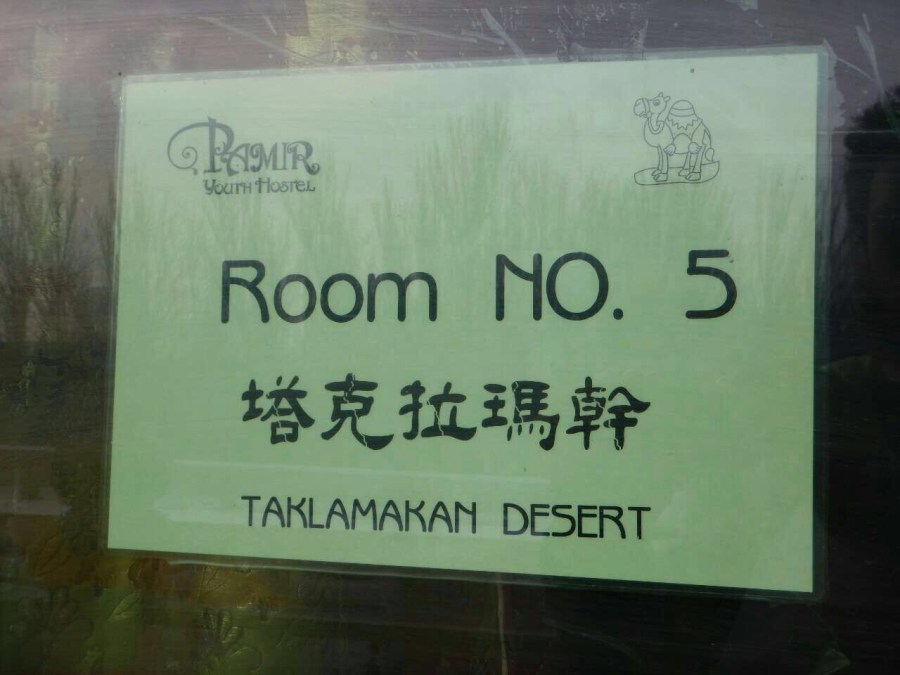 PAMIR
YOUTH HOSTEL
Room NO. 5
塔克拉瑪幹
TAKLAMAKAN DESERT